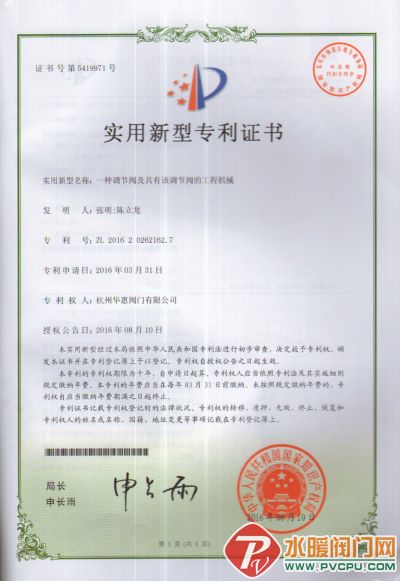 证书号第5419971号
实用新型专利证书
实用新型名称：一种调节阀及具有该调节阀的工程机械
发明人：张明;陈立龙
专利号：ZL 2016 2 0262162.7
专利申请日：2016年03月31日
专利权人：杭州华惠阀门有限公司
授权公告日：2016年08月10日
本实用新型经过本局依照中华人民共和国专利法进行初步审查，决定授予专利权，颁
发本证书并在专利登记簿上予以登记。专利权自授权公告之日起生效。
本专利的专利权期限为十年，自申请日起算。专利权人应当依照专利法及其实施细则
规定缴纳年费。本专利的年费应当在每年03月31日前缴纳。未按照规定缴纳年费的，专利
权自应当缴纳年费期满之日起终止。
专利证书记载专利权登记时的法律状况。专利权的转移、质押、无效、终止、恢复和
专利权人的姓名或名称、国籍、地址变更等事项记载在专利登记簿上。
局长
申长雨
申长雨
中华人民共和国国家知识产权局
2016年08月10日
第1页（共1页）
水暖阀门网
WWW.PVCPU.COM